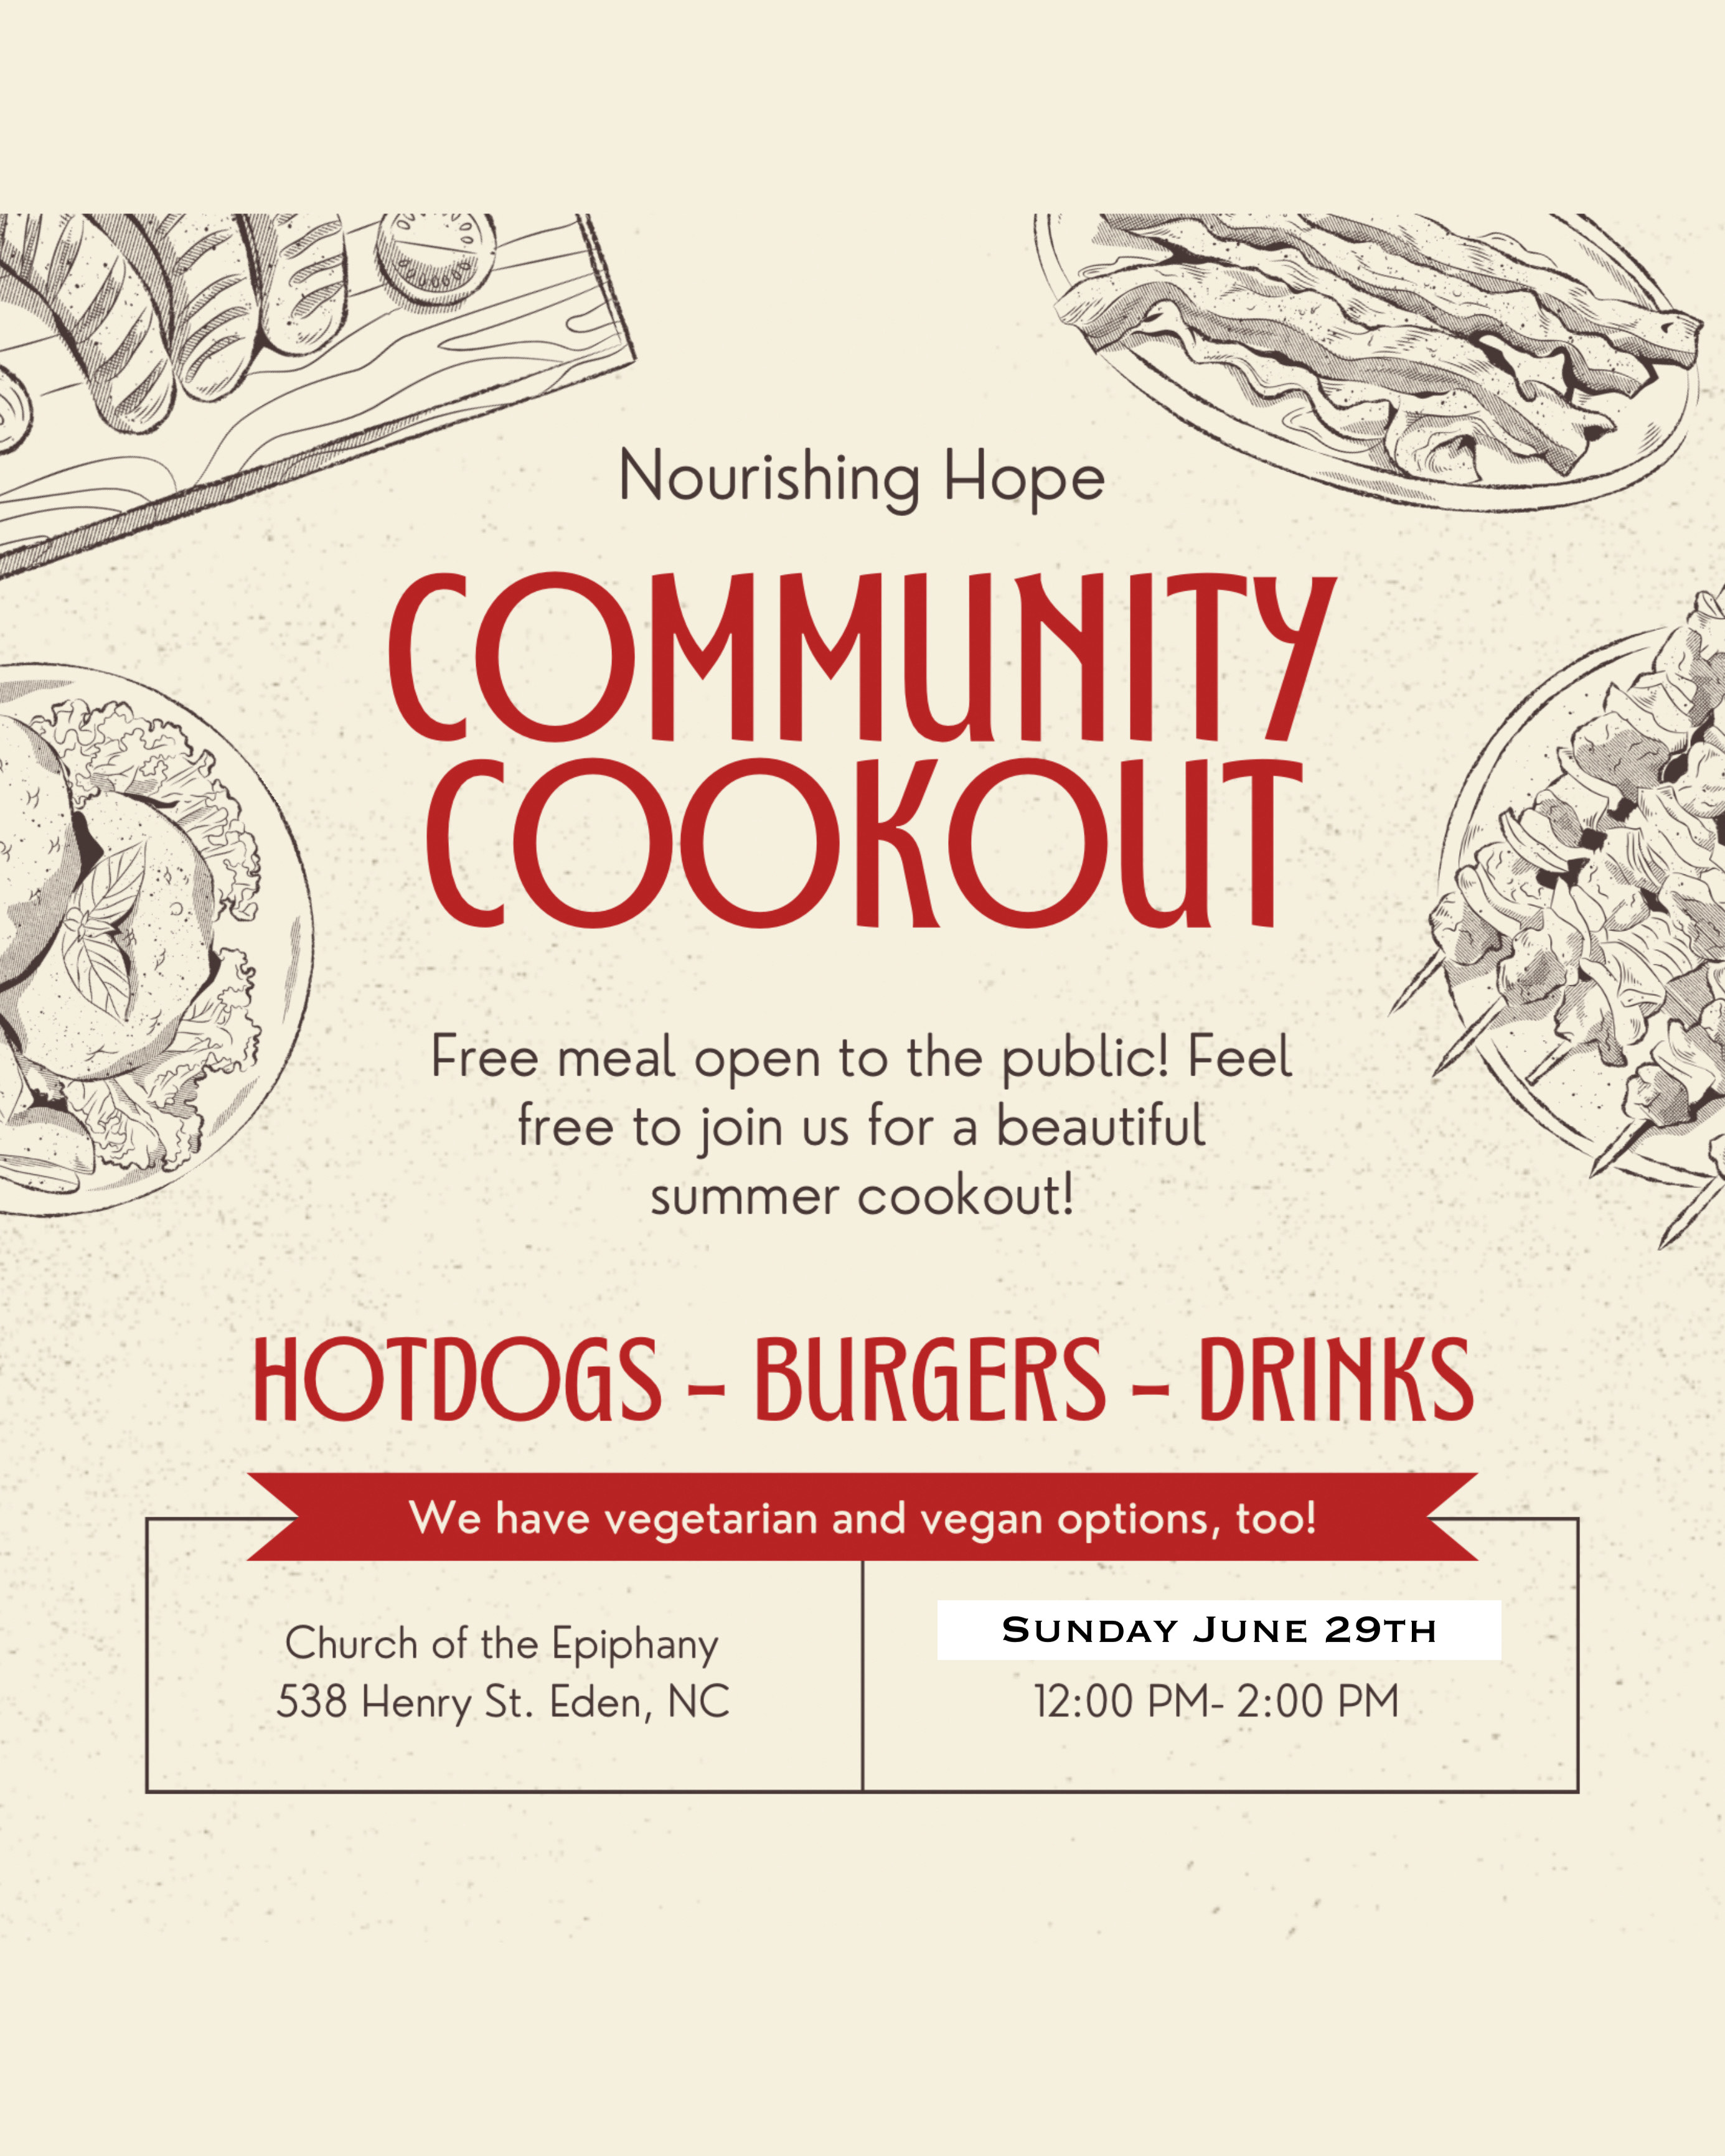 Nourishing Hope
COMMUNITY
COOKOUT
Free meal open to the public! Feel
free to join us for a beautiful
summer cookout!
HOTDOGS - BURGERS - DRINKS
We have vegetarian and vegan options, too!
Church of the Epiphany
538 Henry St. Eden, NC
SUNDAY JUNE 29TH
12:00 PM- 2:00 PM